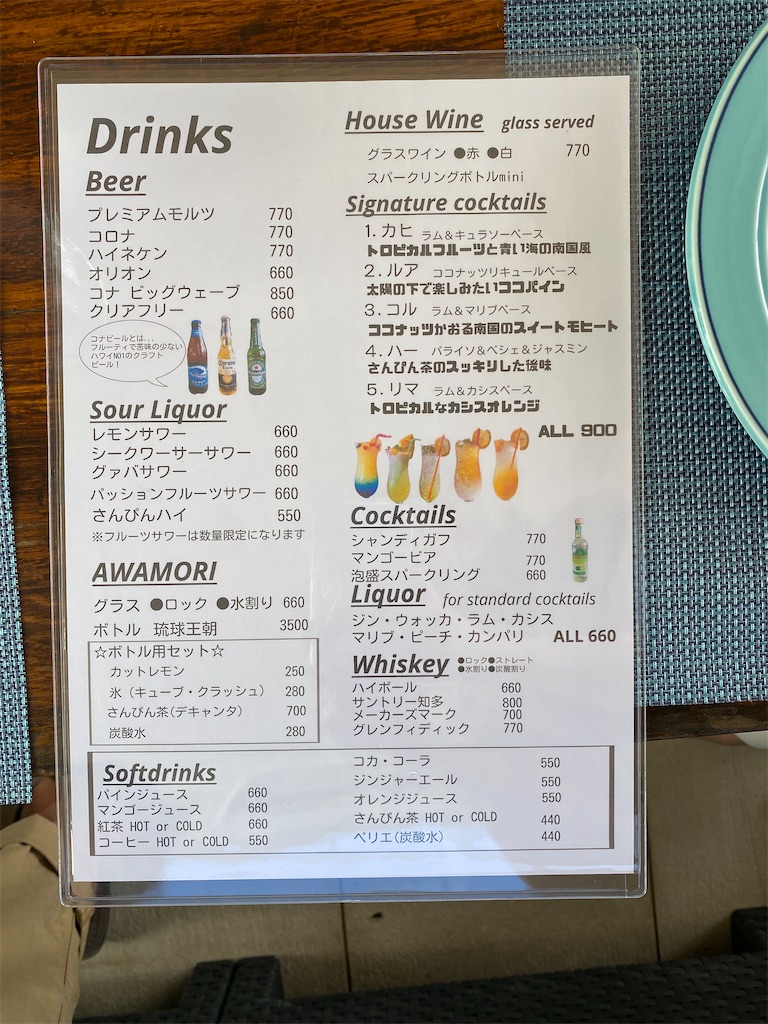 Drinks
Beer
プレミアムモルツ 770
コロナ 770
ハイネケン 770
オリオン 660
コナ ビッグウェーブ 850
クリアフリー 660
コナビールとは...
フルーティで苦味の少ない
ハワイNO1のクラフト
ビール！
Sour Liquor
レモンサワー 660
シークワーサーサワー 660
グァバサワー 660
パッションフルーツサワー 660
さんぴんハイ 550
※フルーツサワーは数量限定になります
AWAMORI
グラス ●ロック ●水割り 660
ボトル 琉球王朝 3500
☆ボトル用セット☆
カットレモン 250
氷（キューブ・クラッシュ） 280
さんぴん茶(デキャンタ) 700
炭酸水 280
House Wine glass served
グラスワイン ●赤 ●白 770
スパークリングボトルmini
Signature cocktails
1. カヒ ラム＆キュラソーベース
トロピカルフルーツと青い海の南国風
2. ルア ココナッツリキュールベース
太陽の下で楽しみたいココパイン
3. コル ラム＆マリブベース
ココナッツかおる南国のスイートモヒート
4. ハー パライソ＆ペシェ＆ジャスミン
さんぴん茶のスッキリした後味
5. リマ ラム＆カシスベース
トロピカルなカシスオレンジ
ALL 900
Cocktails
シャンディガフ 770
マンゴービア 770
泡盛スパークリング 660
Liquor for standard cocktails
ジン・ウォッカ・ラム・カシス
マリブ・ピーチ・カンパリ ALL 660
Whiskey ●ロック●ストレート
●水割り●炭酸割り
ハイボール 660
サントリー知多 800
メーカーズマーク 700
グレンフィディック 770
Softdrinks
パインジュース 660
マンゴージュース 660
紅茶 HOT or COLD 660
コーヒー HOT or COLD 550
コカ・コーラ 550
ジンジャーエール 550
オレンジジュース 550
さんぴん茶 HOT or COLD 440
ペリエ(炭酸水) 440